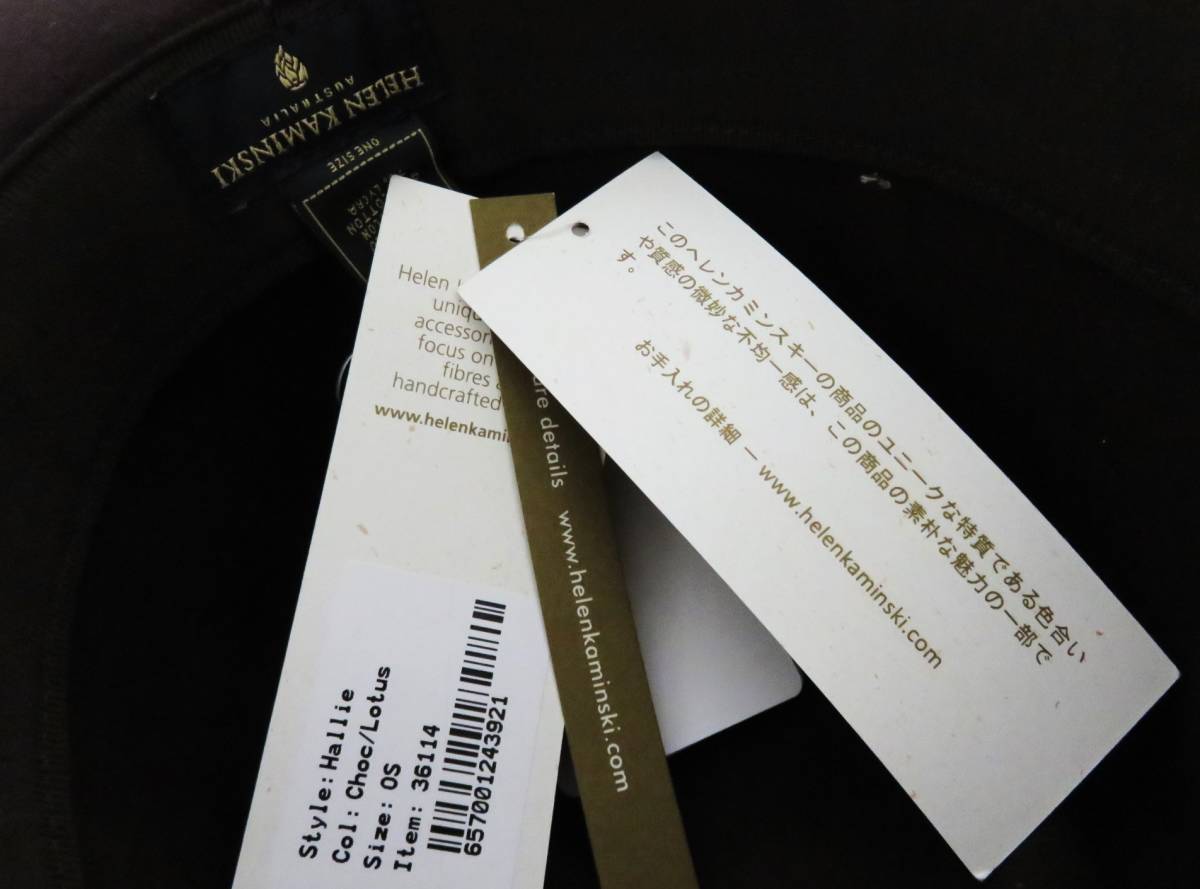 HELEN KAMINSKI
AUSTRALIA
ONE SIZE
COTTON
LYCRA
Helen
focus on
fibres
handcrafted
www.helenkami
details www.helenkaminski.com
このヘレンカミンスキーの商品のユニークな特質である色合い
や質感の微妙な不均一感は、この商品の素朴な魅力の一部で
す。
お手入れの詳細 － www.helenkaminski.com
Style: Hallie
Col: Choc/Lotus
Size: OS
Item: 36114
657001243921